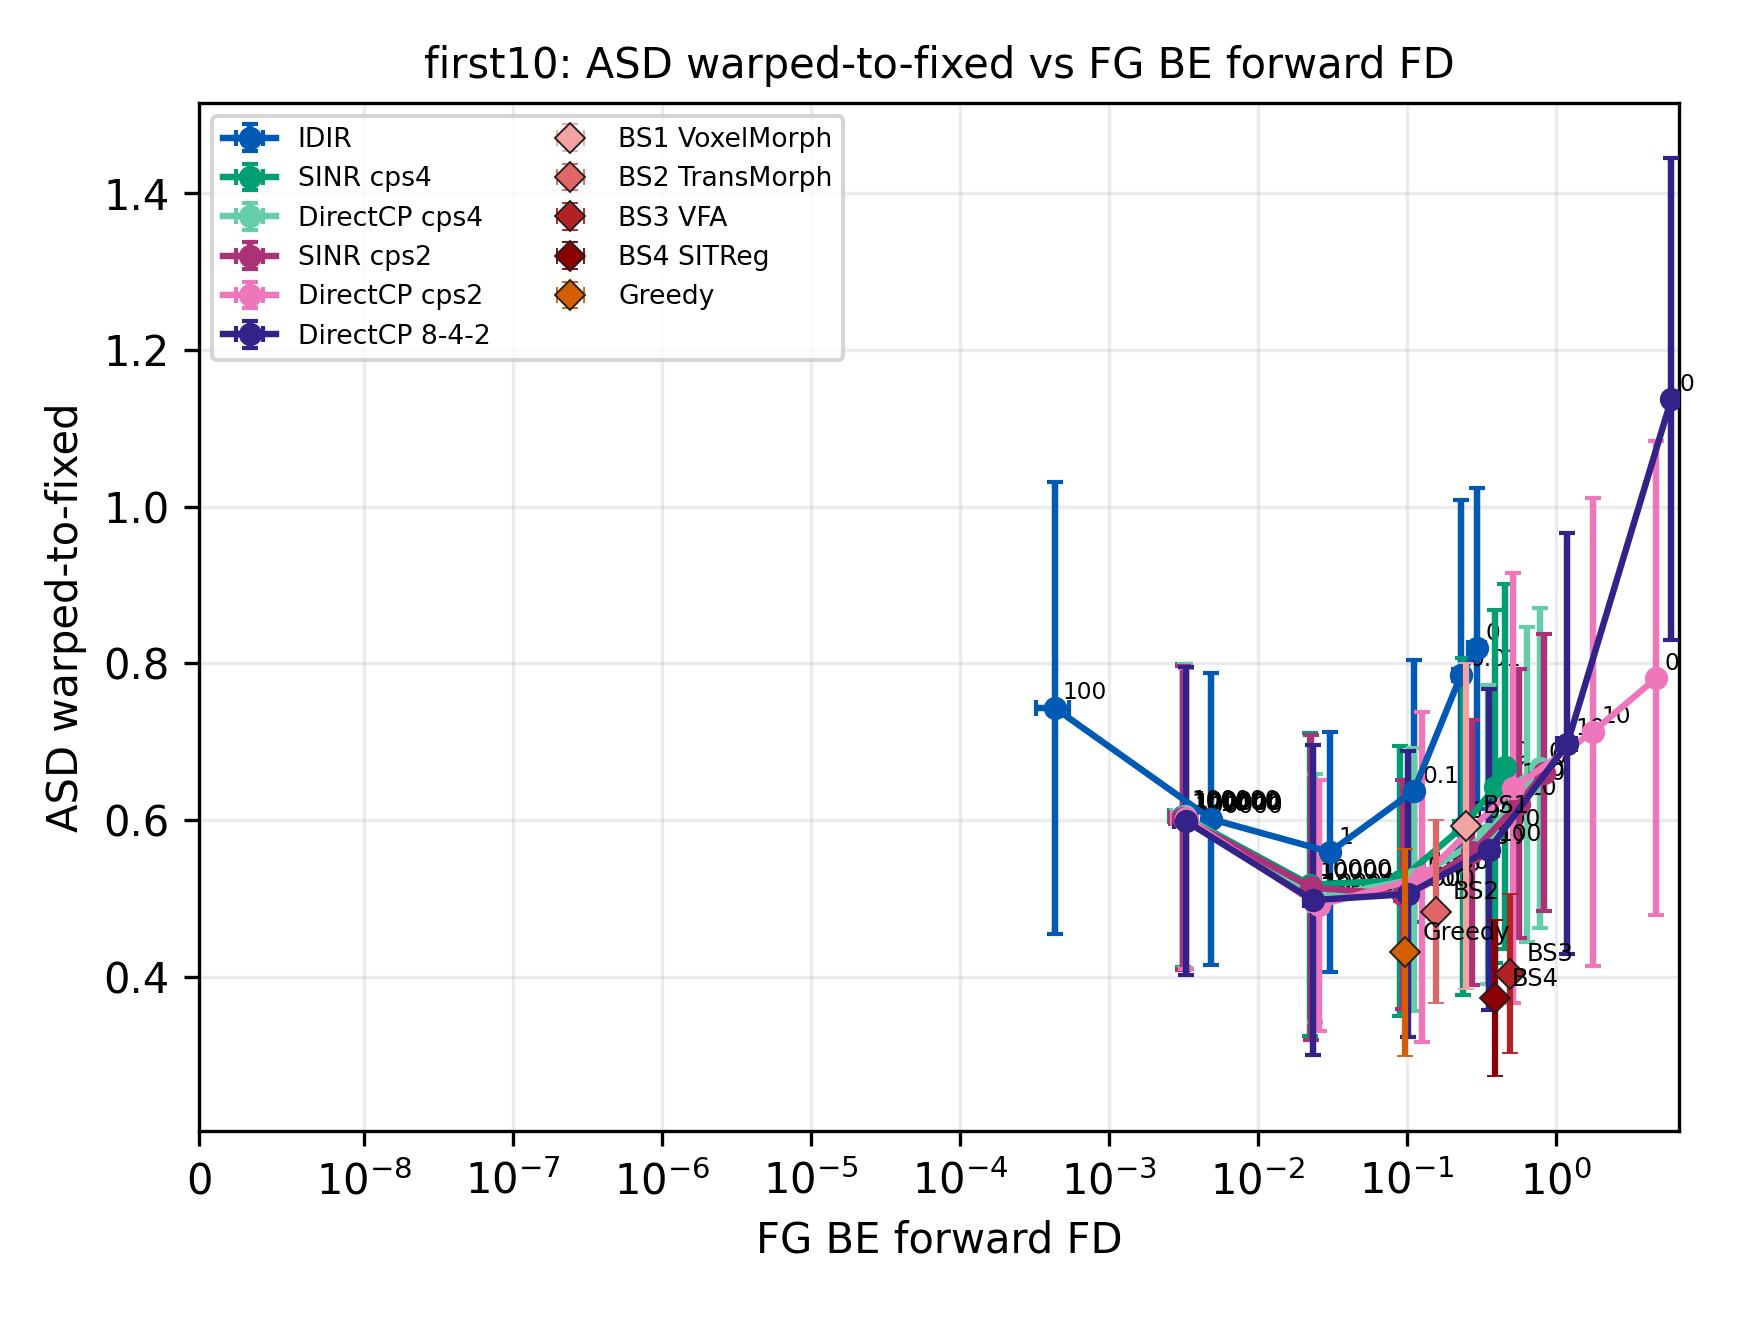 first10: ASD warped-to-fixed vs FG BE forward FD
IDIR
SINR cps4
DirectCP cps4
SINR cps2
DirectCP cps2
DirectCP 8-4-2
BS1 VoxelMorph
BS2 TransMorph
BS3 VFA
BS4 SITReg
Greedy
ASD warped-to-fixed
1.4
1.2
1.0
0.8
0.6
0.4
0
0
0
100
10
0.1
BS1
1
10000
BS2
Greedy
BS3
BS4
0
10⁻⁸
10⁻⁷
10⁻⁶
10⁻⁵
10⁻⁴
10⁻³
10⁻²
10⁻¹
10⁰
FG BE forward FD